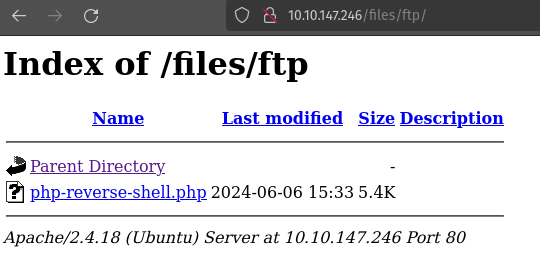 10.10.147.246/files/ftp/
Index of /files/ftp
Name Last modified Size Description
Parent Directory -
php-reverse-shell.php 2024-06-06 15:33 5.4K
Apache/2.4.18 (Ubuntu) Server at 10.10.147.246 Port 80